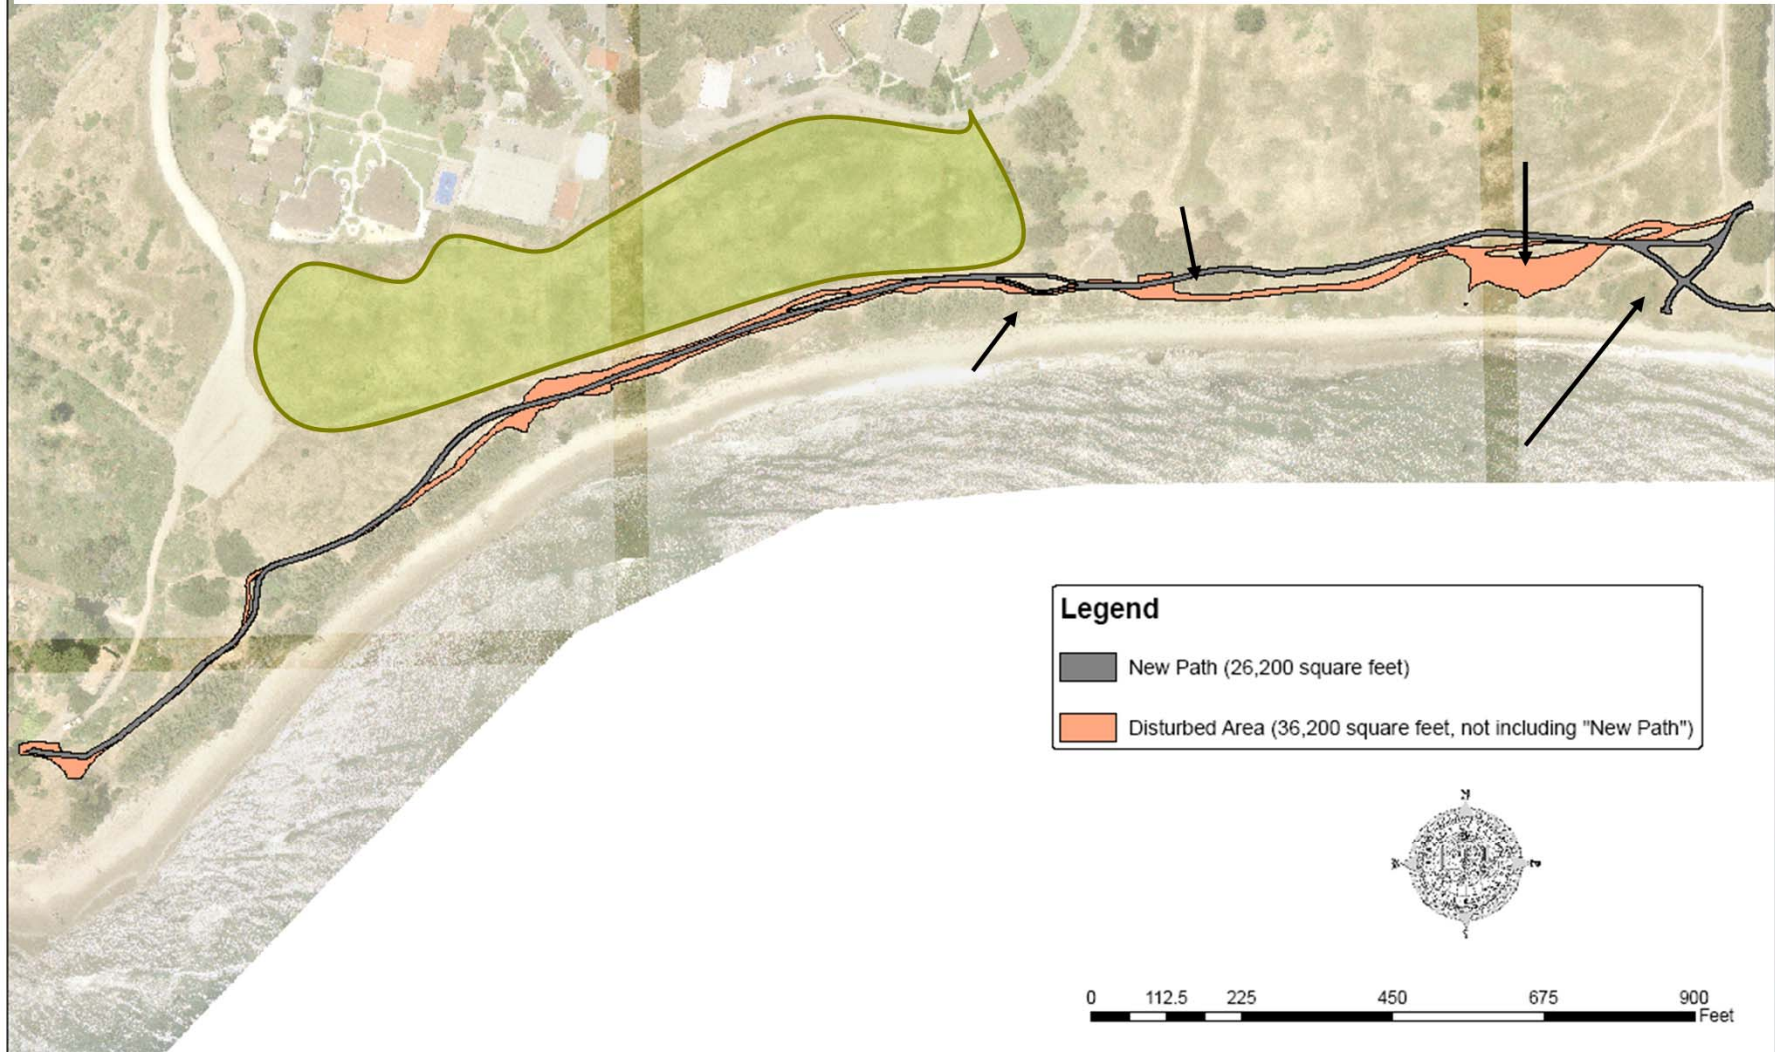 Legend
New Path (26,200 square feet)
Disturbed Area (36,200 square feet, not including "New Path")
N
0 112.5 225 450 675 900
Feet